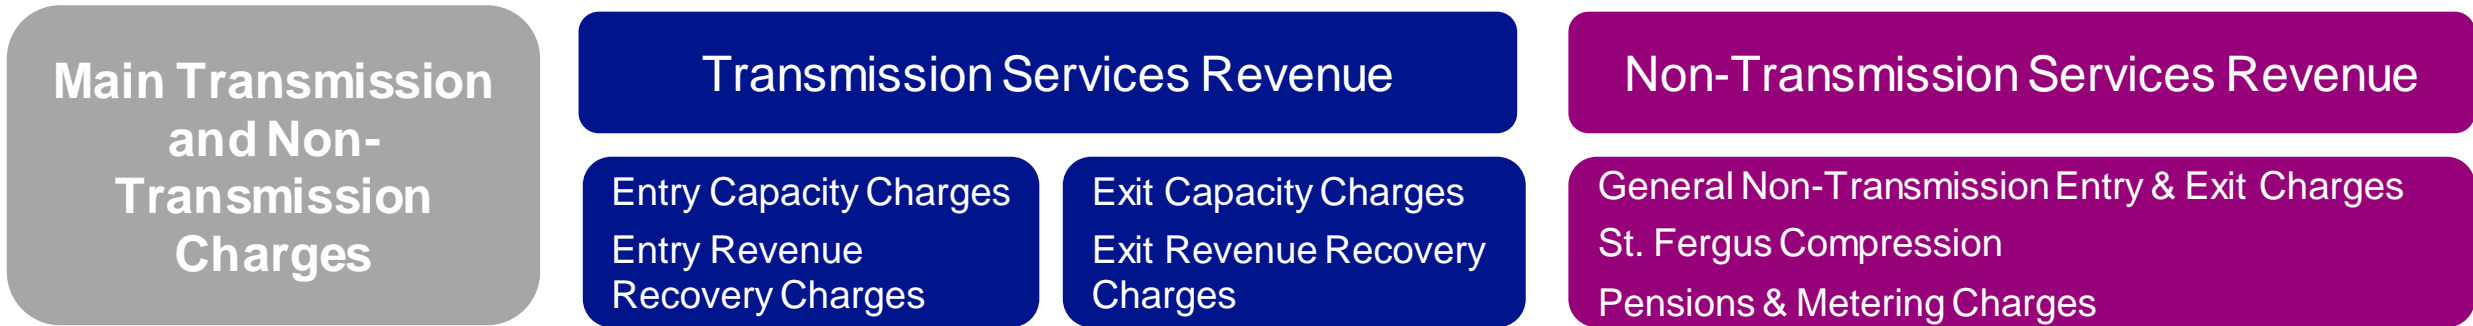 Main Transmission
and Non-
Transmission
Charges
Transmission Services Revenue
Entry Capacity Charges
Entry Revenue
Recovery Charges
Exit Capacity Charges
Exit Revenue Recovery
Charges
Non-Transmission Services Revenue
General Non-Transmission Entry & Exit Charges
St. Fergus Compression
Pensions & Metering Charges